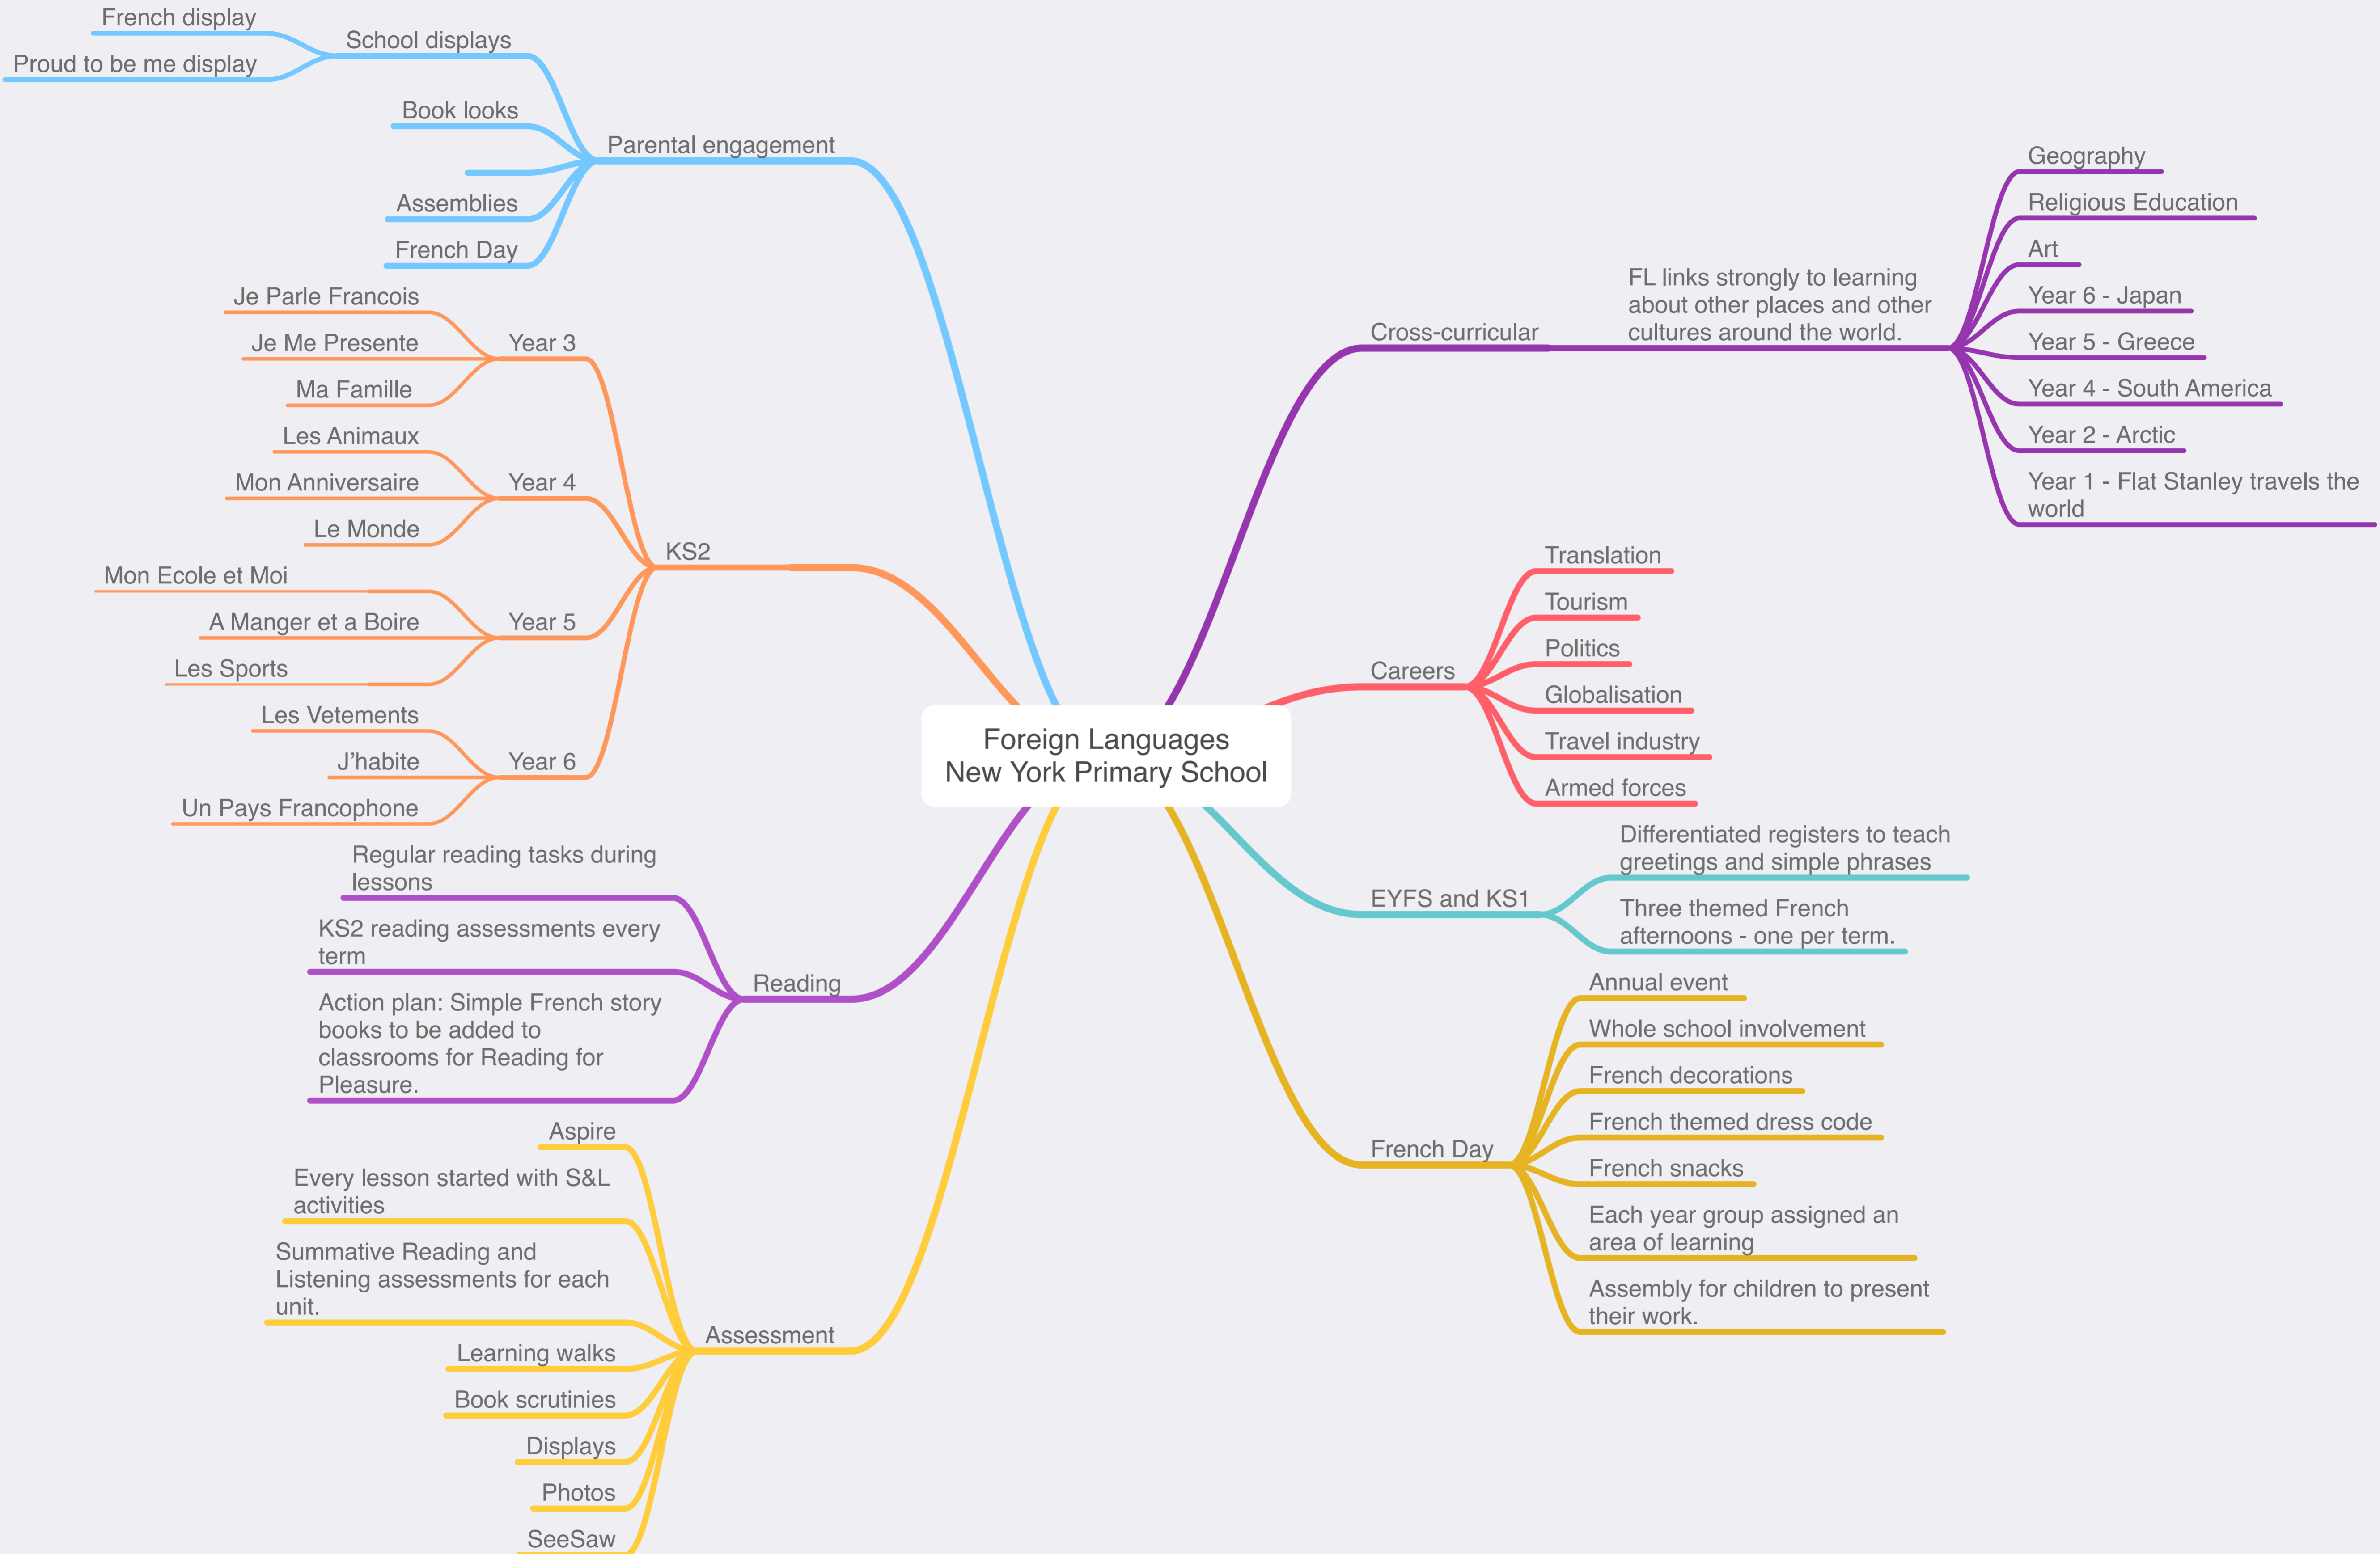 French display
Proud to be me display
School displays
Book looks
Assemblies
French Day
Parental engagement
Je Parle Francois
Je Me Presente
Ma Famille
Year 3
Les Animaux
Mon Anniversaire
Le Monde
Year 4
Mon Ecole et Moi
A Manger et a Boire
Les Sports
Year 5
Les Vetements
J’habite
Un Pays Francophone
Year 6
KS2
Regular reading tasks during
lessons
KS2 reading assessments every
term
Action plan: Simple French story
books to be added to
classrooms for Reading for
Pleasure.
Reading
Aspire
Every lesson started with S&L
activities
Summative Reading and
Listening assessments for each
unit.
Learning walks
Book scrutinies
Displays
Photos
SeeSaw
Assessment
Foreign Languages
New York Primary School
Cross-curricular
FL links strongly to learning
about other places and other
cultures around the world.
Geography
Religious Education
Art
Year 6 - Japan
Year 5 - Greece
Year 4 - South America
Year 2 - Arctic
Year 1 - Flat Stanley travels the
world
Careers
Translation
Tourism
Politics
Globalisation
Travel industry
Armed forces
EYFS and KS1
Differentiated registers to teach
greetings and simple phrases
Three themed French
afternoons - one per term.
French Day
Annual event
Whole school involvement
French decorations
French themed dress code
French snacks
Each year group assigned an
area of learning
Assembly for children to present
their work.